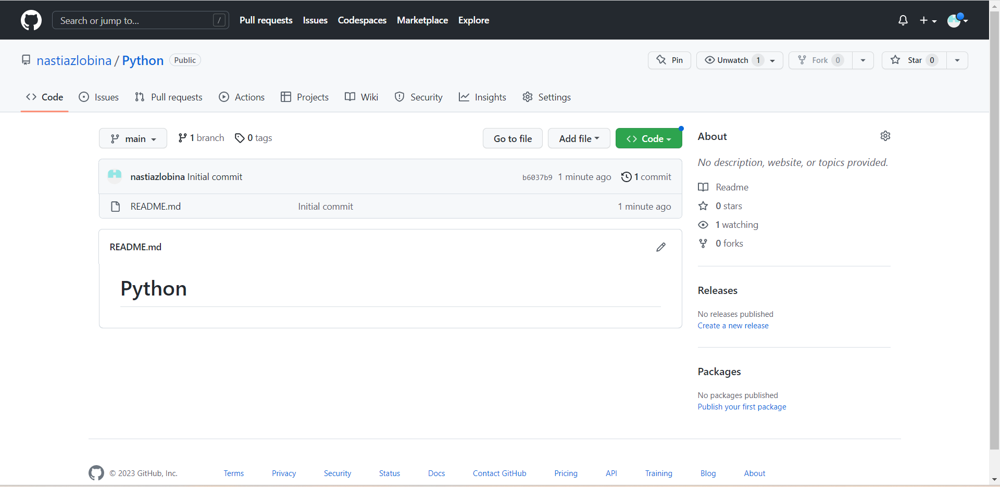 Search or jump to... / Pull requests Issues Codespaces Marketplace Explore
nastiazlobina / Python Public Pin Unwatch 1 Fork 0 Star 0
Code Issues Pull requests Actions Projects Wiki Security Insights Settings
main 1 branch 0 tags Go to file Add file Code
nastiazlobina Initial commit b6037b9 1 minute ago 1 commit
README.md Initial commit 1 minute ago
README.md
Python
About
No description, website, or topics provided.
Readme
0 stars
1 watching
0 forks
Releases
No releases published
Create a new release
Packages
No packages published
Publish your first package
© 2023 GitHub, Inc. Terms Privacy Security Status Docs Contact GitHub Pricing API Training Blog About